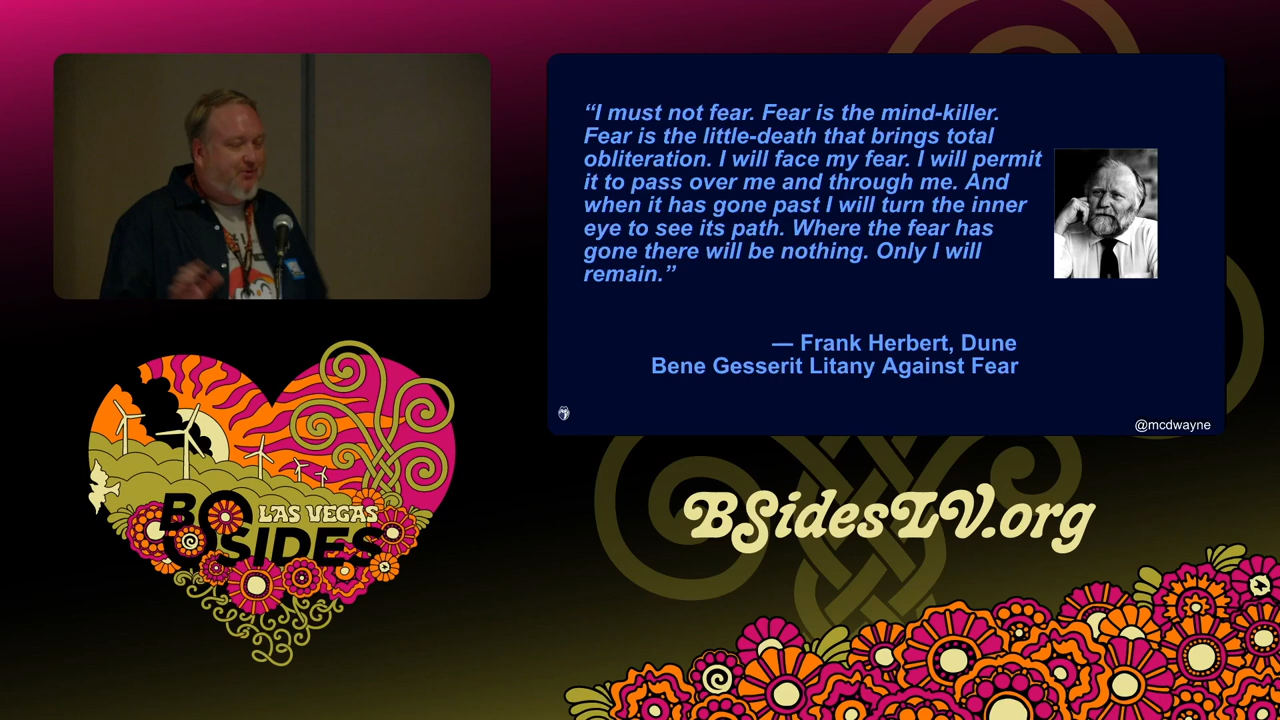 “I must not fear. Fear is the mind-killer.
Fear is the little-death that brings total
obliteration. I will face my fear. I will permit
it to pass over me and through me. And
when it has gone past I will turn the inner
eye to see its path. Where the fear has
gone there will be nothing. Only I will
remain.”
— Frank Herbert, Dune
Bene Gesserit Litany Against Fear
@mcdwayne
LAS VEGAS
BSidesLV.org